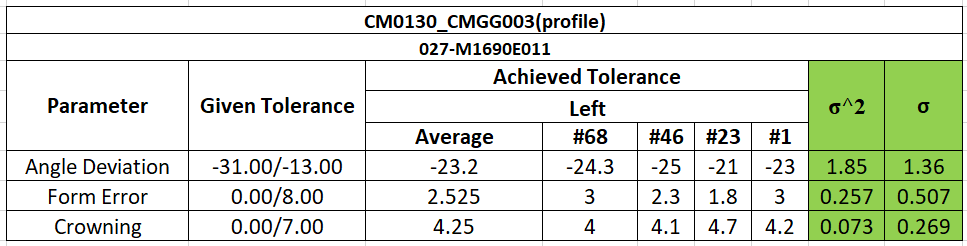 CM0130_CMGG003(profile)
027-M1690E011
Parameter Given Tolerance Achieved Tolerance σ^2 σ
Left
Average #68 #46 #23 #1
Angle Deviation -31.00/-13.00 -23.2 -24.3 -25 -21 -23 1.85 1.36
Form Error 0.00/8.00 2.525 3 2.3 1.8 3 0.257 0.507
Crowning 0.00/7.00 4.25 4 4.1 4.7 4.2 0.073 0.269